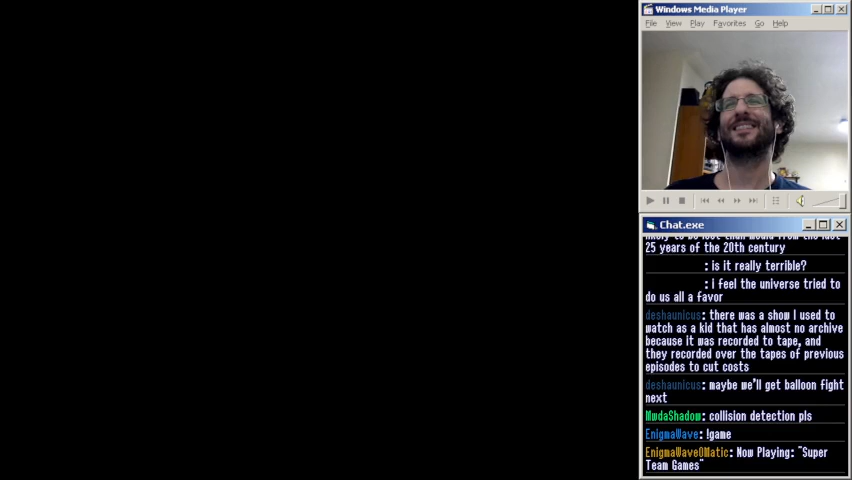 Windows Media Player
File View Play Favorites Go Help
Chat.exe
25 years of the 20th century
: is it really terrible?
: i feel the universe tried to
do us all a favor
deshaunicus: there was a show I used to
watch as a kid that has almost no archive
because it was recorded to tape, and
they recorded over the tapes of previous
episodes to cut costs
deshaunicus: maybe we'll get balloon fight
next
MwdaShadow: collision detection pls
EnigmaWave: !game
EnigmaWaveOMatic: Now Playing: "Super
Team Games"